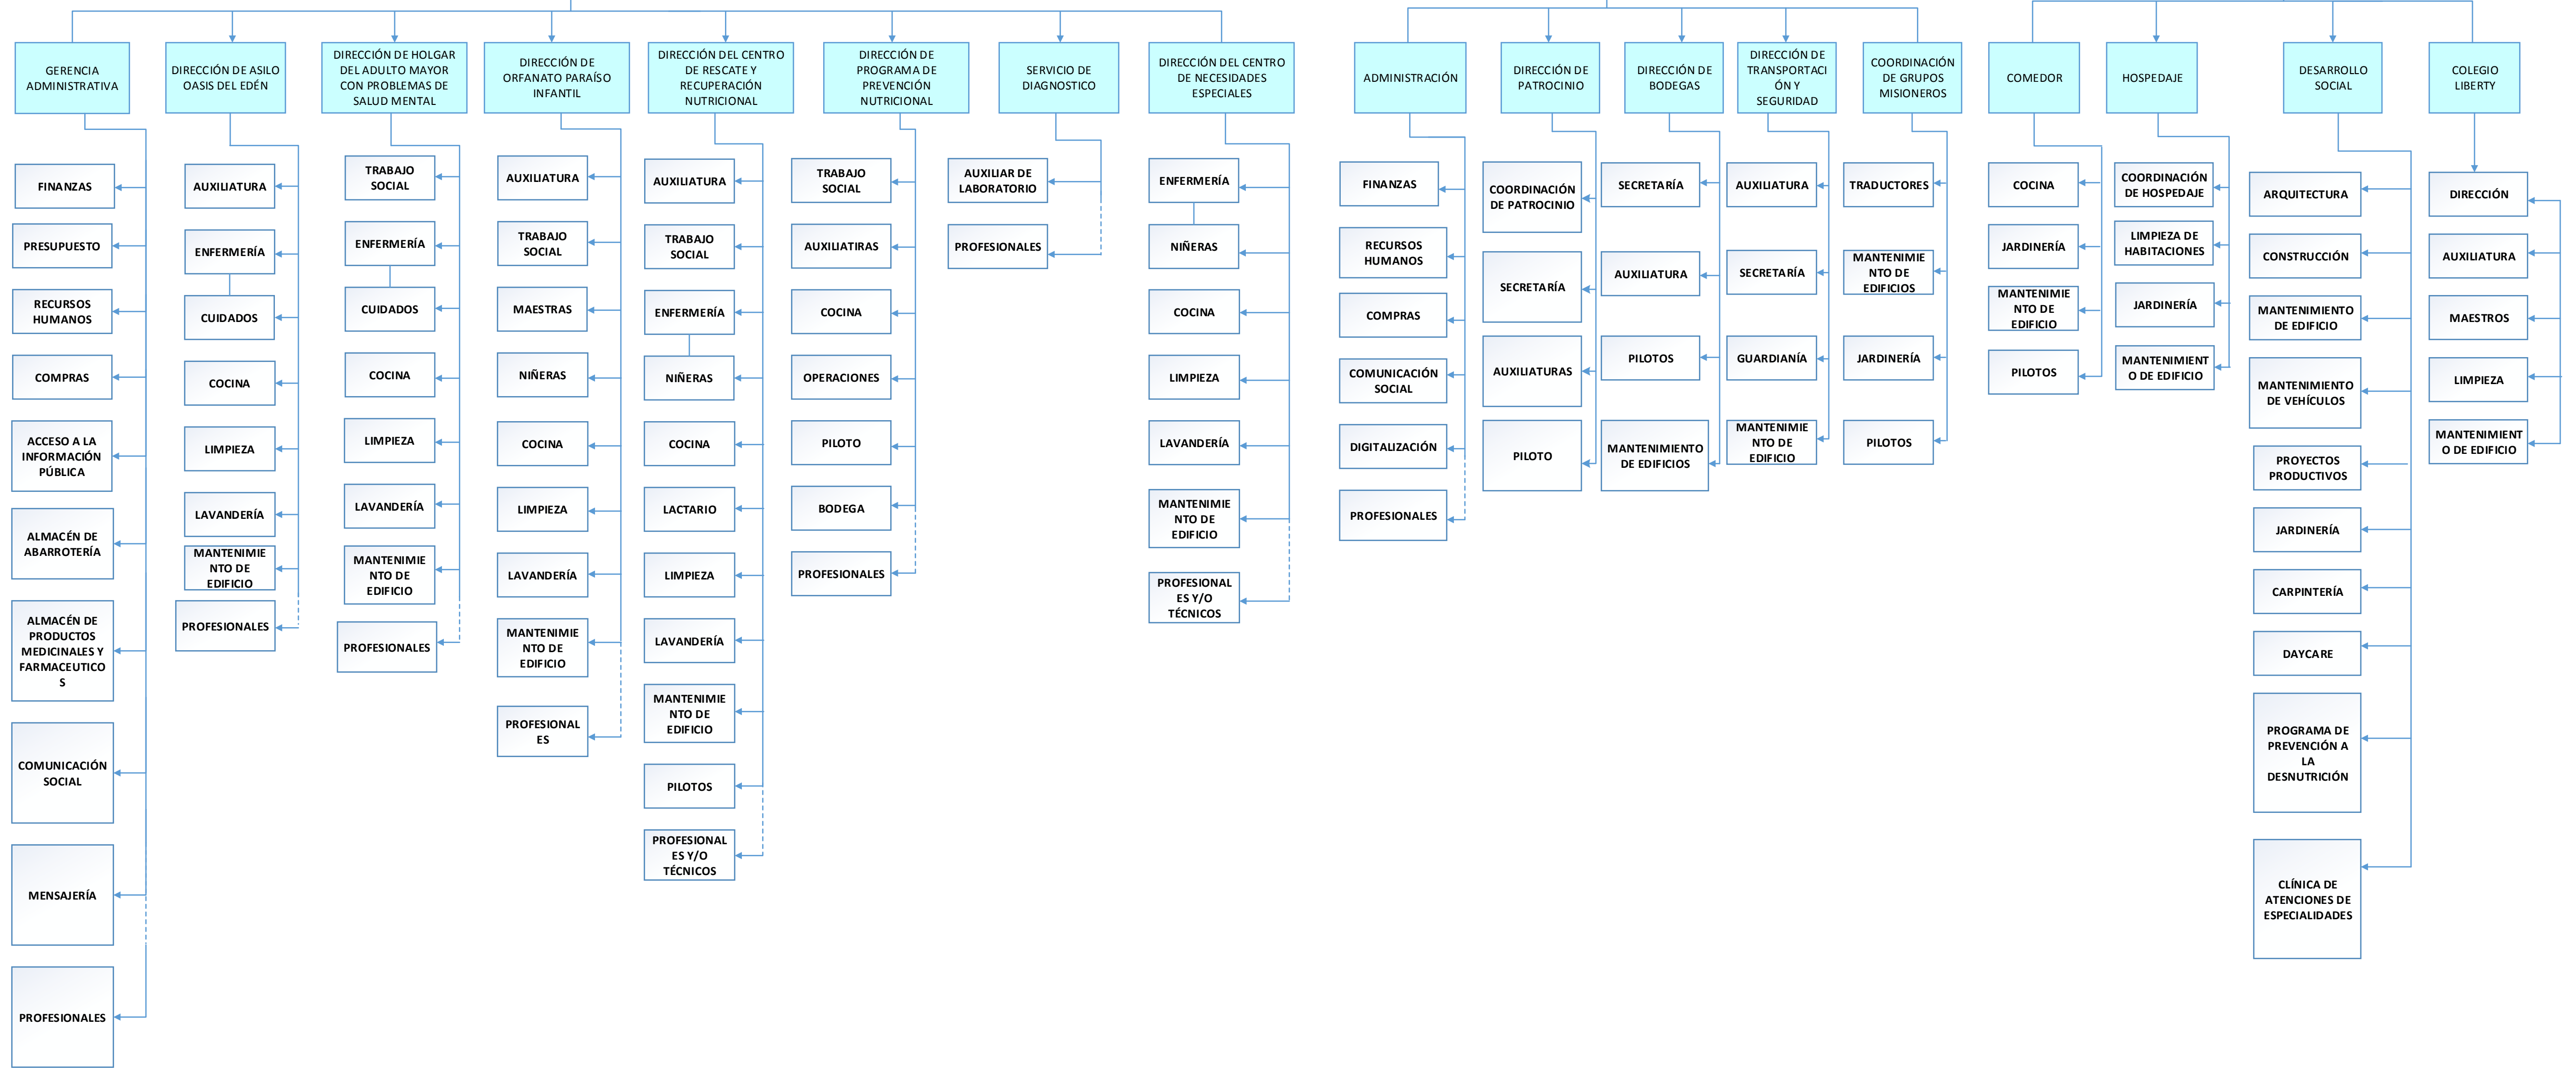 GERENCIA
ADMINISTRATIVA
FINANZAS
PRESUPUESTO
RECURSOS
HUMANOS
COMPRAS
ACCESO A LA
INFORMACIÓN
PÚBLICA
ALMACÉN DE
ABARROTERÍA
ALMACÉN DE
PRODUCTOS
MEDICINALES Y
FARMACEUTICO
S
COMUNICACIÓN
SOCIAL
MENSAJERÍA
PROFESIONALES
DIRECCIÓN DE ASILO
OASIS DEL EDÉN
AUXILIATURA
ENFERMERÍA
CUIDADOS
COCINA
LIMPIEZA
LAVANDERÍA
MANTENIMIE
NTO DE
EDIFICIO
PROFESIONALES
DIRECCIÓN DE HOLGAR
DEL ADULTO MAYOR
CON PROBLEMAS DE
SALUD MENTAL
TRABAJO
SOCIAL
ENFERMERÍA
CUIDADOS
COCINA
LIMPIEZA
LAVANDERÍA
MANTENIMIE
NTO DE
EDIFICIO
PROFESIONALES
DIRECCIÓN DE
ORFANATO PARAÍSO
INFANTIL
AUXILIATURA
TRABAJO
SOCIAL
MAESTRAS
NIÑERAS
COCINA
LIMPIEZA
LAVANDERÍA
MANTENIMIE
NTO DE
EDIFICIO
PROFESIONAL
ES
DIRECCIÓN DEL CENTRO
DE RESCATE Y
RECUPERACIÓN
NUTRICIONAL
AUXILIATURA
TRABAJO
SOCIAL
ENFERMERÍA
NIÑERAS
COCINA
LACTARIO
LIMPIEZA
LAVANDERÍA
MANTENIMIE
NTO DE
EDIFICIO
PILOTOS
PROFESIONAL
ES Y/O
TÉCNICOS
DIRECCIÓN DE
PROGRAMA DE
PREVENCIÓN
NUTRICIONAL
TRABAJO
SOCIAL
AUXILIATIRAS
COCINA
OPERACIONES
PILOTO
BODEGA
PROFESIONALES
SERVICIO DE
DIAGNOSTICO
AUXILIAR DE
LABORATORIO
PROFESIONALES
DIRECCIÓN DEL CENTRO
DE NECESIDADES
ESPECIALES
ENFERMERÍA
NIÑERAS
COCINA
LIMPIEZA
LAVANDERÍA
MANTENIMIE
NTO DE
EDIFICIO
PROFESIONAL
ES Y/O
TÉCNICOS
ADMINISTRACIÓN
FINANZAS
RECURSOS
HUMANOS
COMPRAS
COMUNICACIÓN
SOCIAL
DIGITALIZACIÓN
PROFESIONALES
DIRECCIÓN DE
PATROCINIO
COORDINACIÓN
DE PATROCINIO
SECRETARÍA
AUXILIATURAS
PILOTO
DIRECCIÓN DE
BODEGAS
SECRETARÍA
AUXILIATURA
PILOTOS
MANTENIMIENTO
DE EDIFICIOS
DIRECCIÓN DE
TRANSPORTACI
ÓN Y
SEGURIDAD
AUXILIATURA
SECRETARÍA
GUARDIANÍA
MANTENIMIE
NTO DE
EDIFICIO
COORDINACIÓN
DE GRUPOS
MISIONEROS
TRADUCTORES
MANTENIMIE
NTO DE
EDIFICIOS
JARDINERÍA
PILOTOS
COMEDOR
COCINA
JARDINERÍA
MANTENIMIE
NTO DE
EDIFICIO
PILOTOS
HOSPEDAJE
COORDINACIÓN
DE HOSPEDAJE
LIMPIEZA DE
HABITACIONES
JARDINERÍA
MANTENIMIENT
O DE EDIFICIO
DESARROLLO
SOCIAL
ARQUITECTURA
CONSTRUCCIÓN
MANTENIMIENTO
DE EDIFICIO
MANTENIMIENTO
DE VEHÍCULOS
PROYECTOS
PRODUCTIVOS
JARDINERÍA
CARPINTERÍA
DAYCARE
PROGRAMA DE
PREVENCIÓN A
LA
DESNUTRICIÓN
CLÍNICA DE
ATENCIONES DE
ESPECIALIDADES
COLEGIO
LIBERTY
DIRECCIÓN
AUXILIATURA
MAESTROS
LIMPIEZA
MANTENIMIENT
O DE EDIFICIO